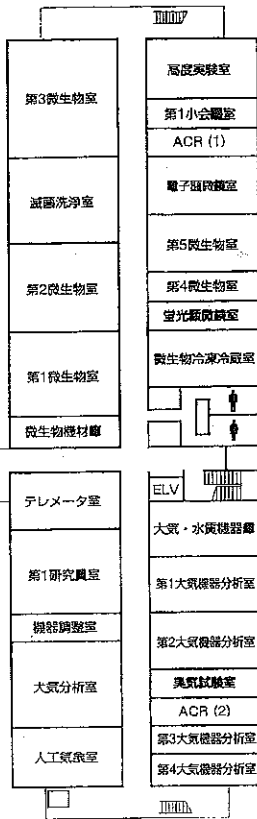 第3微生物室
滅菌洗浄室
第2微生物室
第1微生物室
微生物機材庫
高度実験室
第1小会議室
ACR (1)
電子顕微鏡室
第5微生物室
第4微生物室
蛍光顕微鏡室
微生物冷凍冷蔵室
テレメータ室
第1研究員室
機器調整室
大気分析室
人工気象室
ELV
大気・水質機器庫
第1大気機器分析室
第2大気機器分析室
臭気試験室
ACR (2)
第3大気機器分析室
第4大気機器分析室